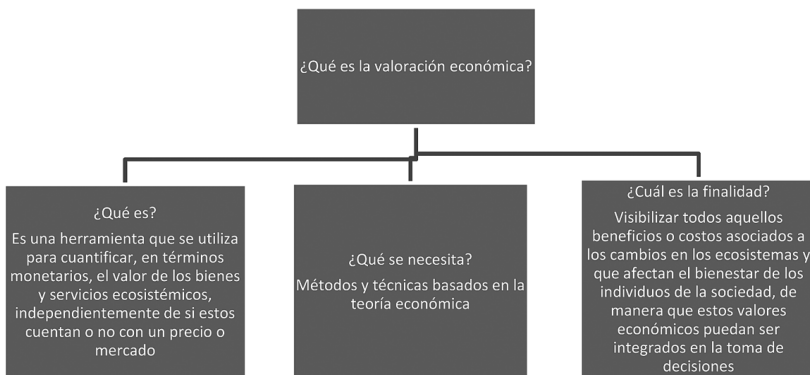 ¿Qué es la valoración económica?
¿Qué es?
Es una herramienta que se utiliza
para cuantificar, en términos
monetarios, el valor de los bienes
y servicios ecosistémicos,
independientemente de si estos
cuentan o no con un precio o
mercado
¿Qué se necesita?
Métodos y técnicas basados en la
teoría económica
¿Cuál es la finalidad?
Visibilizar todos aquellos
beneficios o costos asociados a
los cambios en los ecosistemas y
que afectan el bienestar de los
individuos de la sociedad, de
manera que estos valores
económicos puedan ser
integrados en la toma de
decisiones